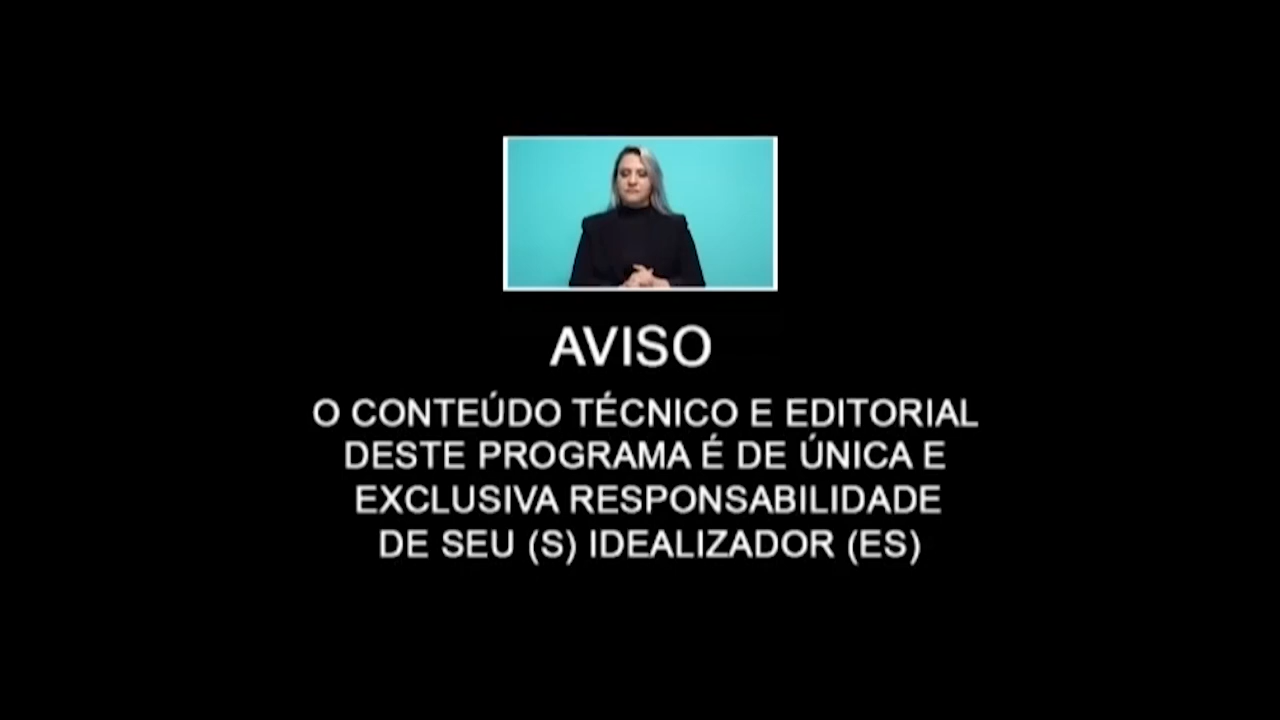 AVISO
O CONTEÚDO TÉCNICO E EDITORIAL
DESTE PROGRAMA É DE ÚNICA E
EXCLUSIVA RESPONSABILIDADE
DE SEU (S) IDEALIZADOR (ES)